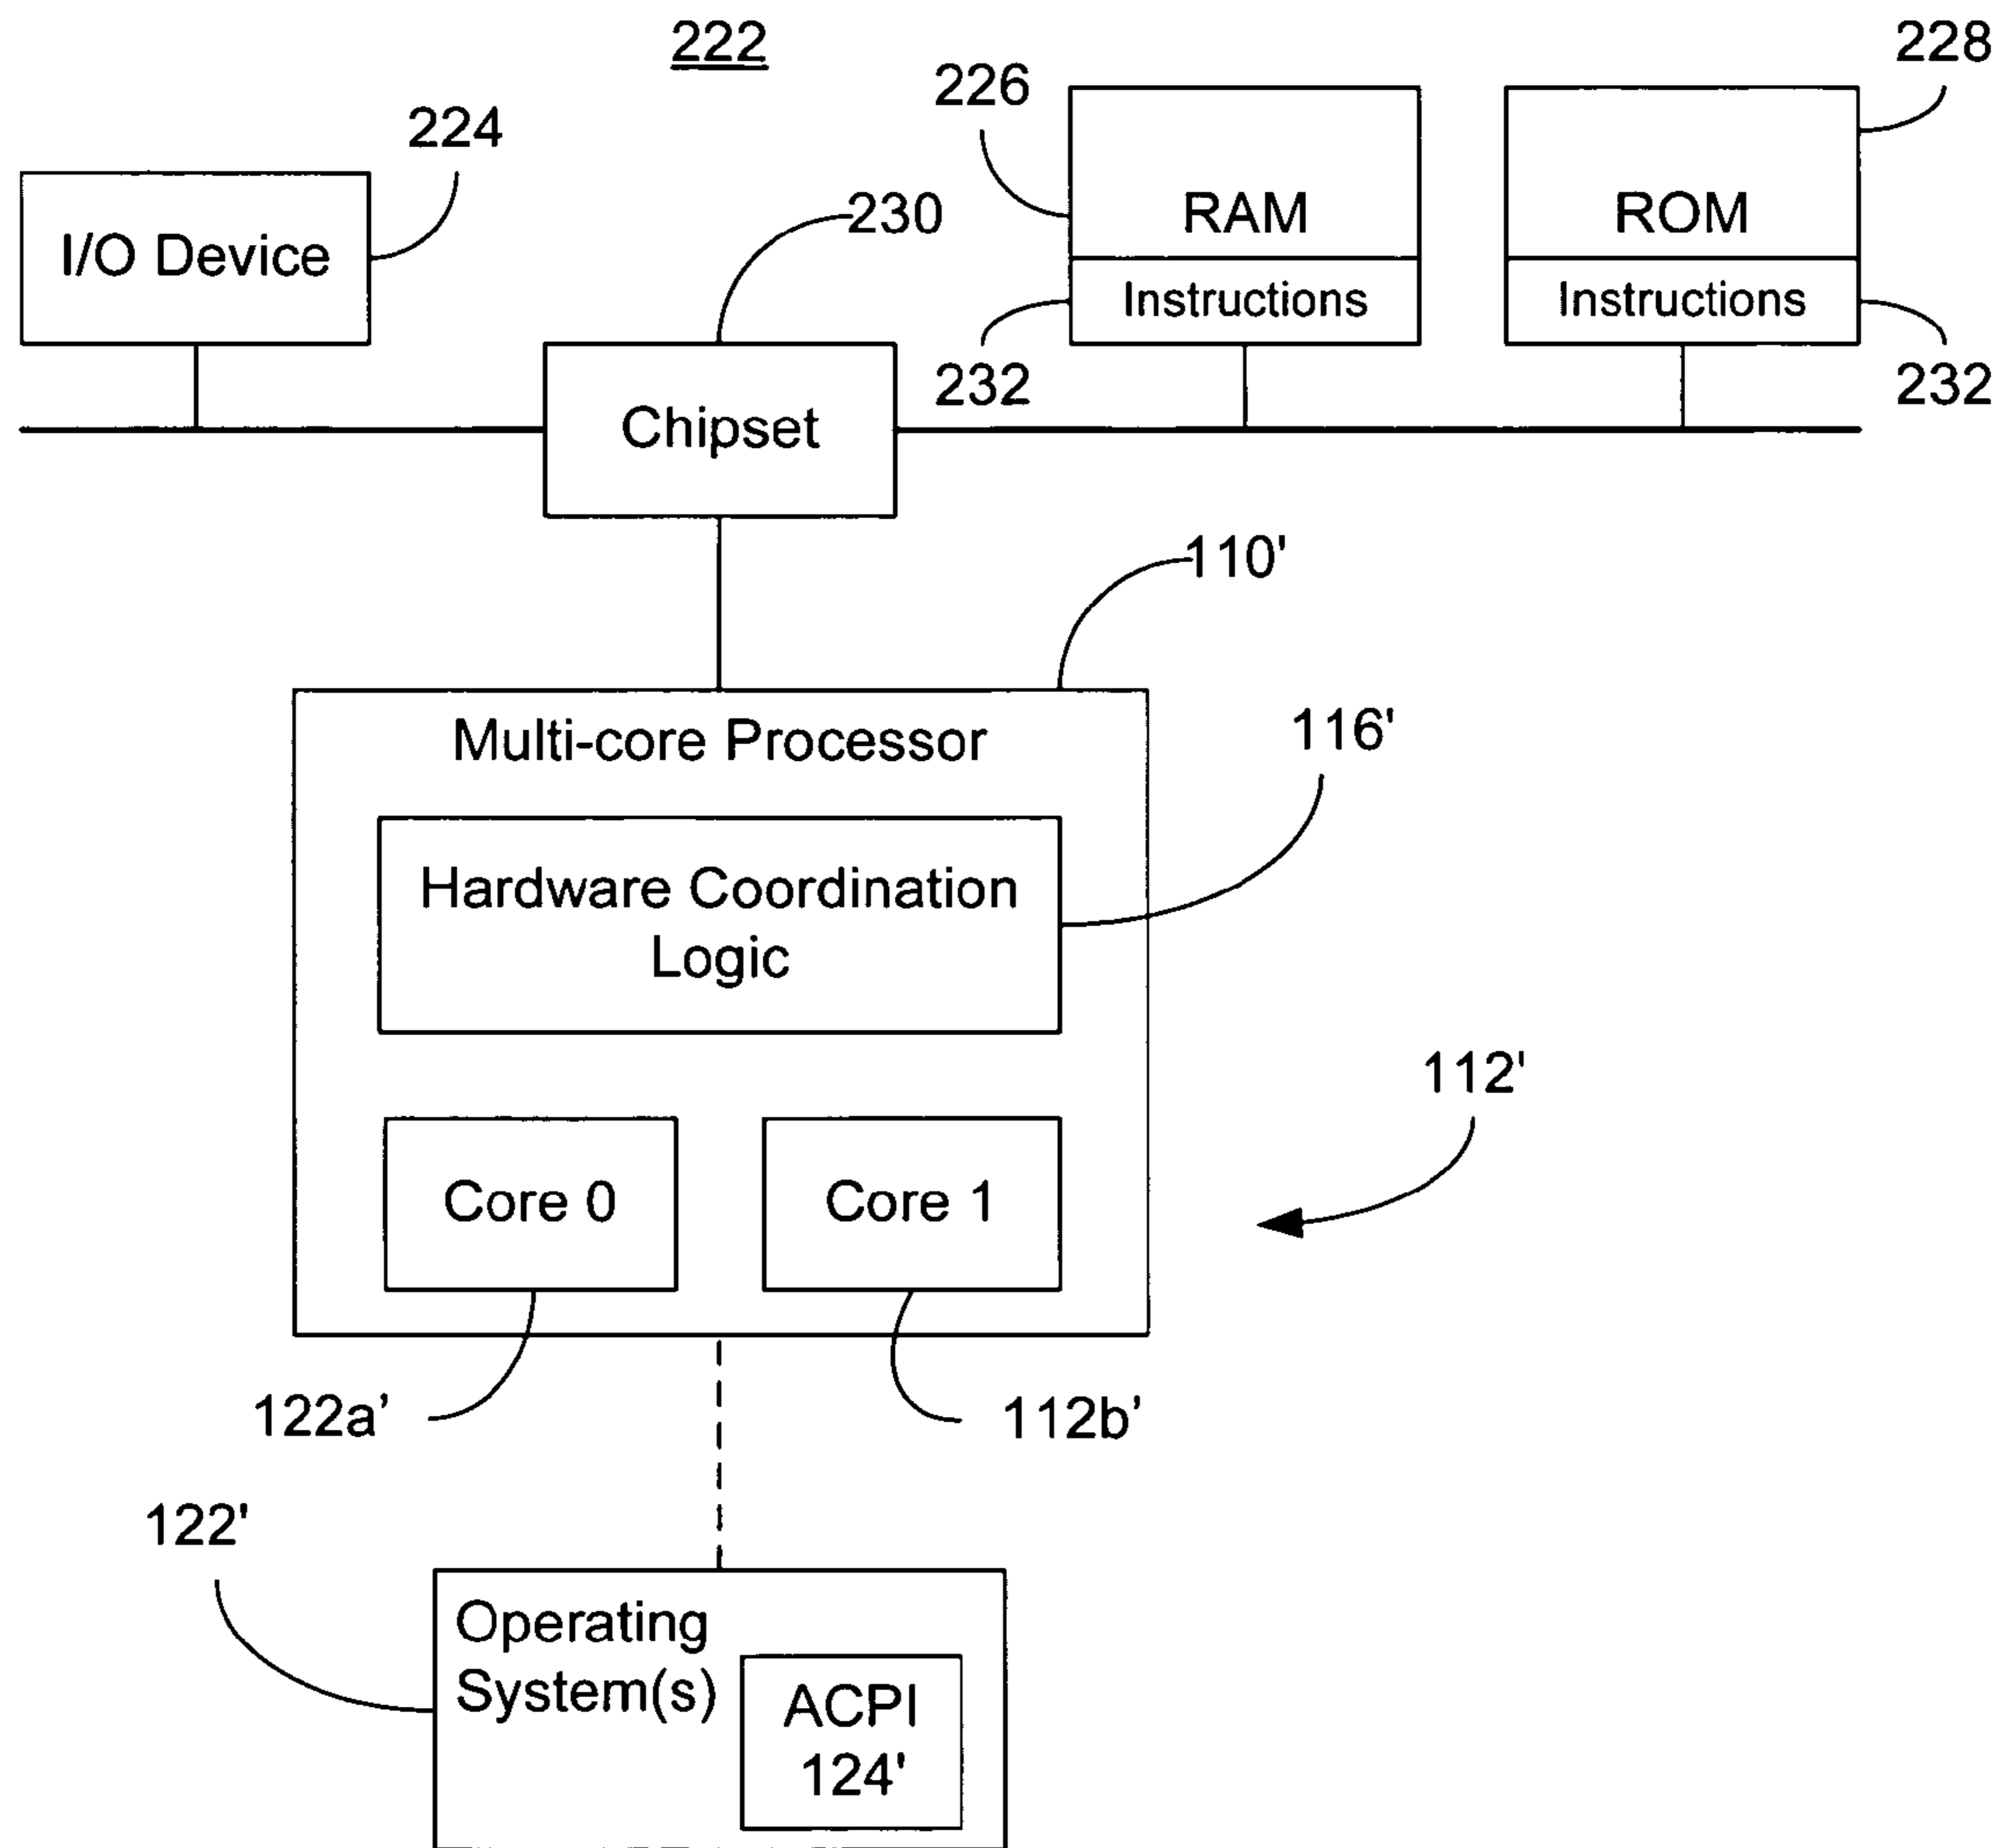 222
228
226
224
230
RAM
ROM
I/O Device
Instructions
Instructions
232
232
Chipset
110'
Multi-core Processor
116'
Hardware Coordination
Logic
112'
Core 0
Core 1
122a’
112b’
122'
Operating
System(s)
ACPI
124'